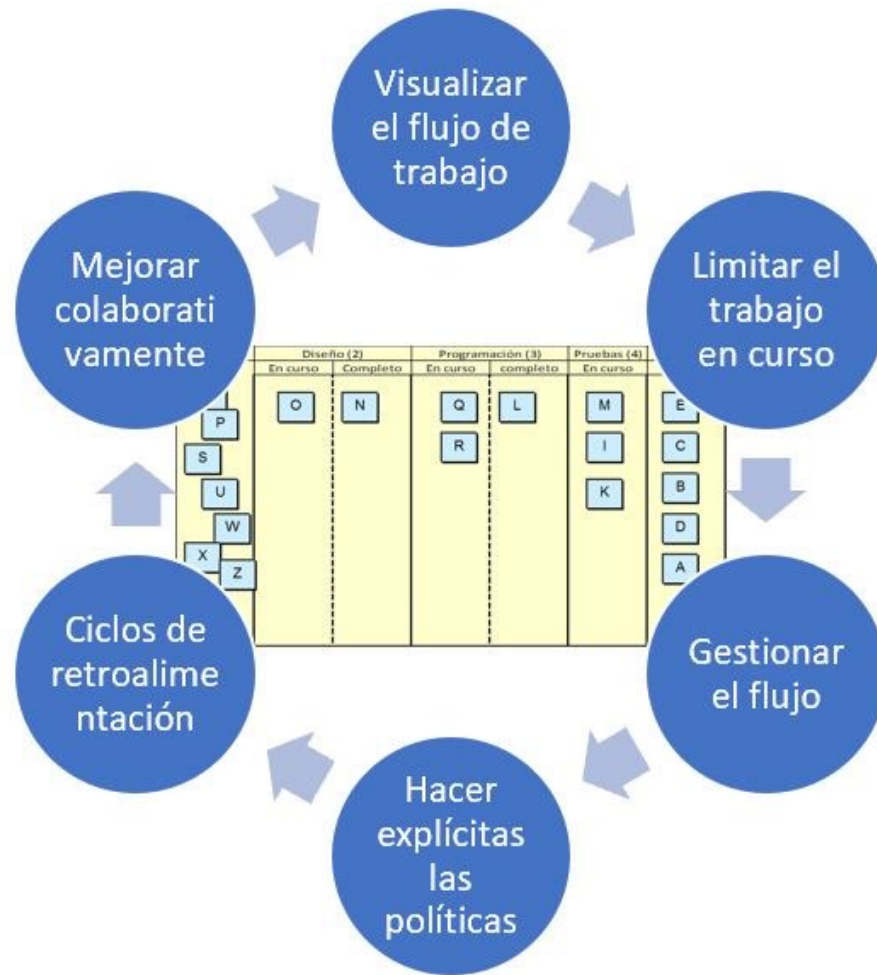 Visualizar
el flujo de
trabajo
Limitar el
trabajo
en curso
Gestionar
el flujo
Hacer
explícitas
las
políticas
Ciclos de
retroalime
ntación
Mejorar
colaborati
vamente
Diseño (2)
Programación (3)
Pruebas (4)
En curso
Completo
En curso
completo
En curso
P
S
U
W
X
Z
O
N
Q
R
L
M
I
K
E
C
B
D
A